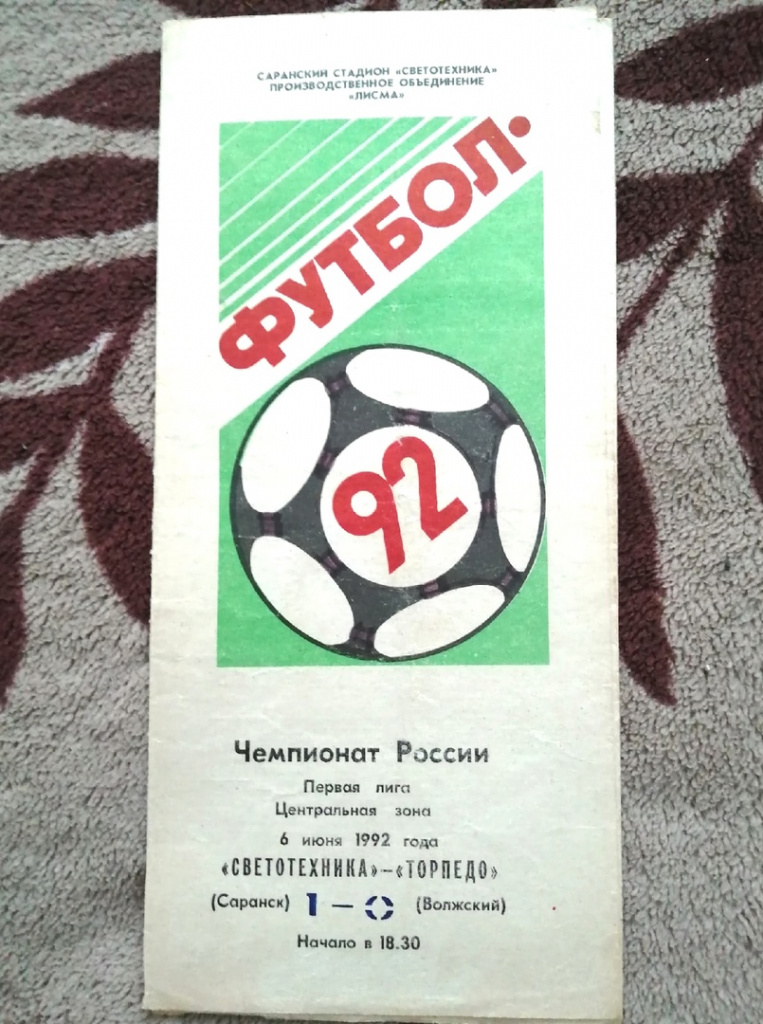 САРАНСКИЙ СТАДИОН «СВЕТОТЕХНИКА»
ПРОИЗВОДСТВЕННОЕ ОБЪЕДИНЕНИЕ
«ЛИСМА»
ФУТБОЛ·
92
Чемпионат России
Первая лига
Центральная зона
6 июня 1992 года
«СВЕТОТЕХНИКА»—«ТОРПЕДО»
(Саранск) 1 — 0 (Волжский)
Начало в 18.30